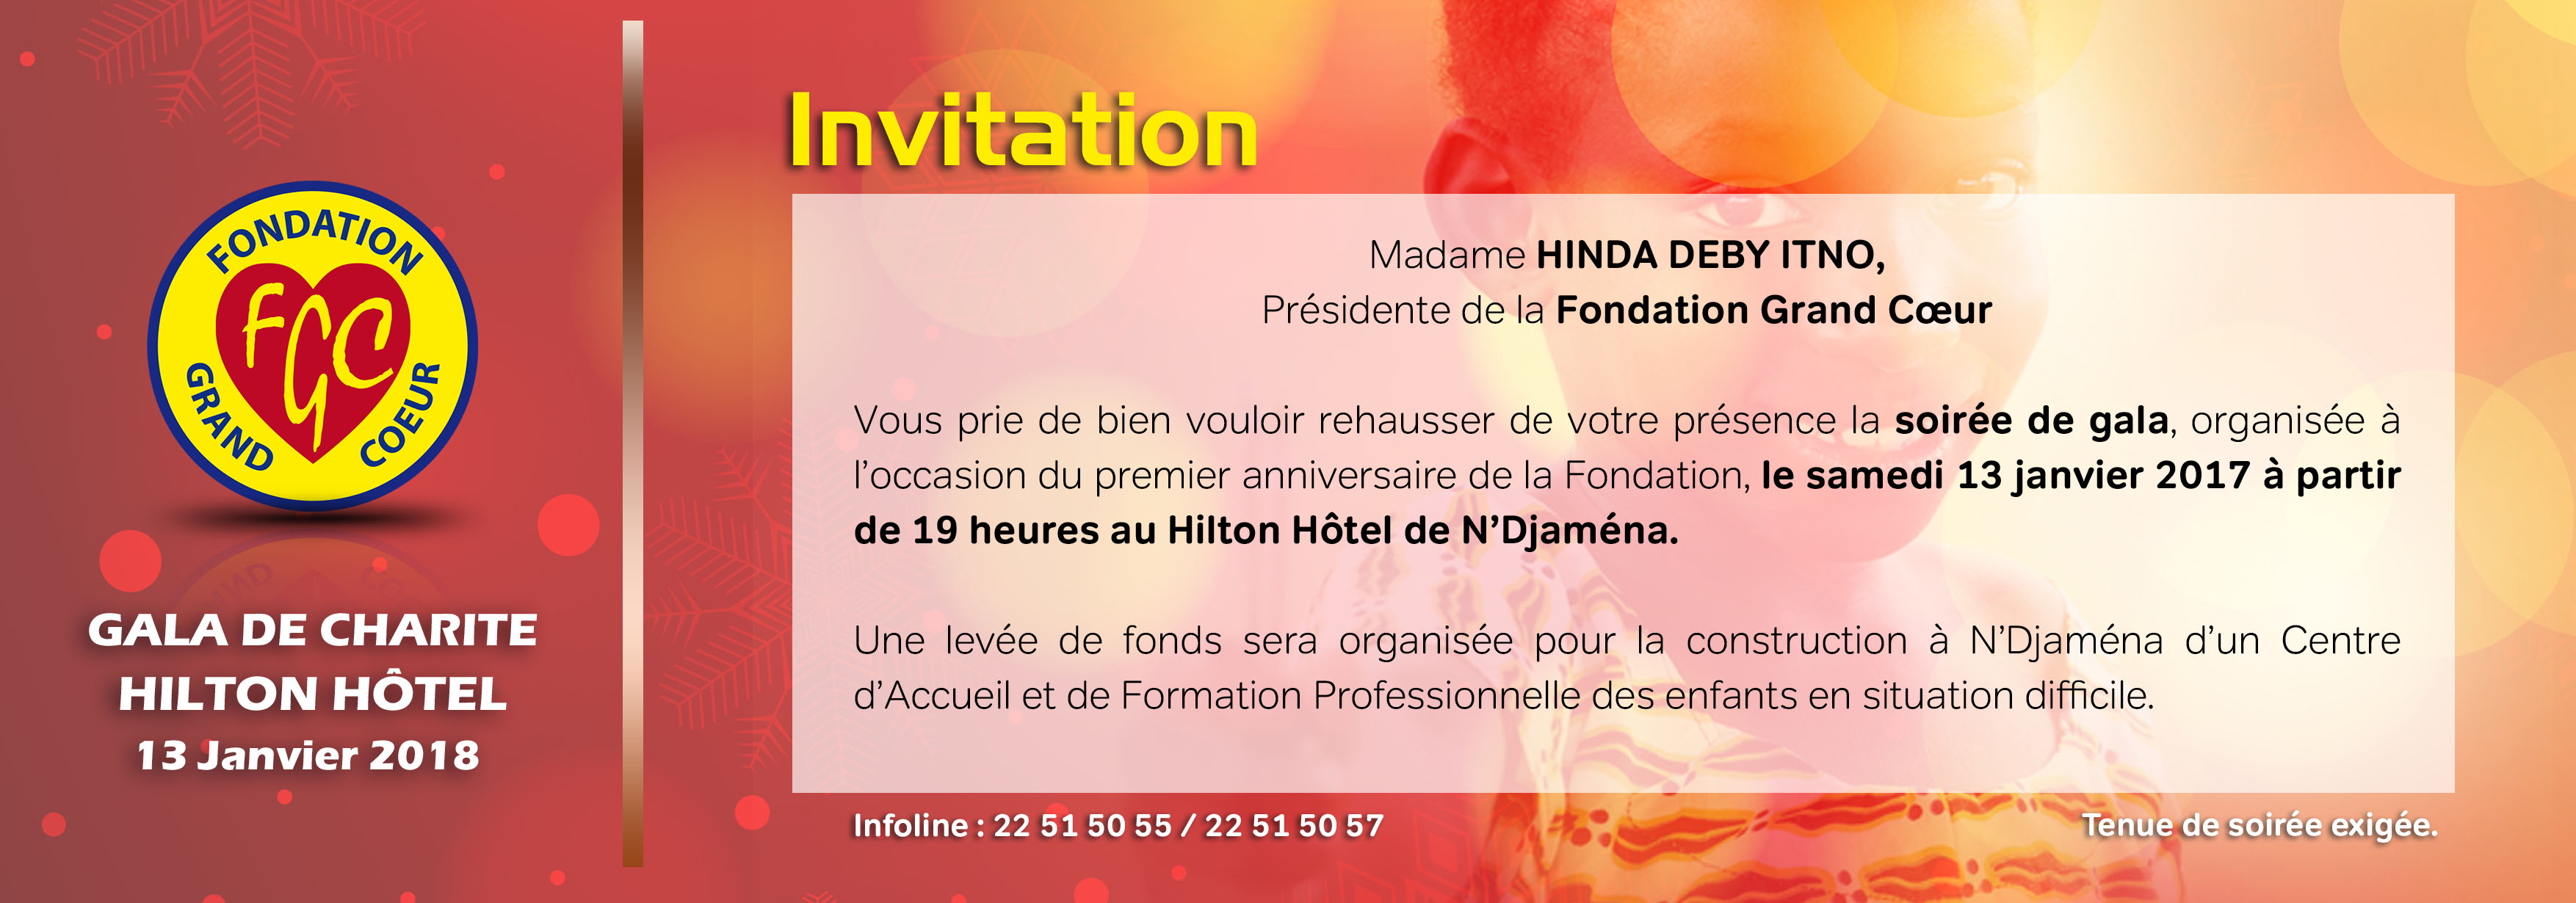 FONDATION
FGC
GRAND COEUR
GALA DE CHARITE
HILTON HÔTEL
13 Janvier 2018
Invitation
Madame HINDA DEBY ITNO,
Présidente de la Fondation Grand Cœur
Vous prie de bien vouloir rehausser de votre présence la soirée de gala, organisée à
l'occasion du premier anniversaire de la Fondation, le samedi 13 janvier 2017 à partir
de 19 heures au Hilton Hôtel de N'Djaména.
Une levée de fonds sera organisée pour la construction à N'Djaména d'un Centre
d'Accueil et de Formation Professionnelle des enfants en situation difficile.
Infoline : 22 51 50 55 / 22 51 50 57
Tenue de soirée exigée.